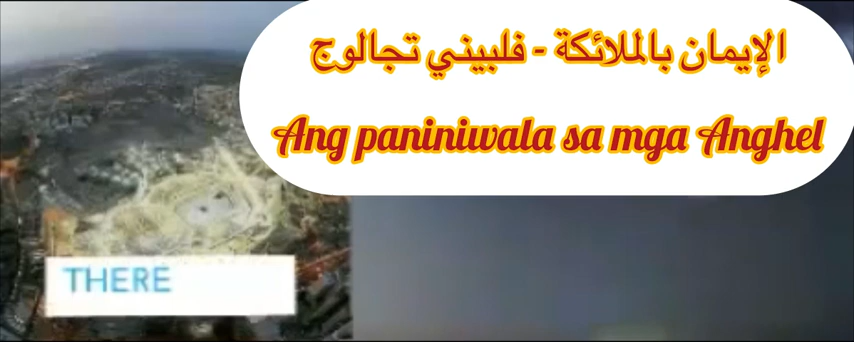 الإيمان بالملائكة - فلبيني تجالوج
Ang paniniwala sa mga Anghel
THERE